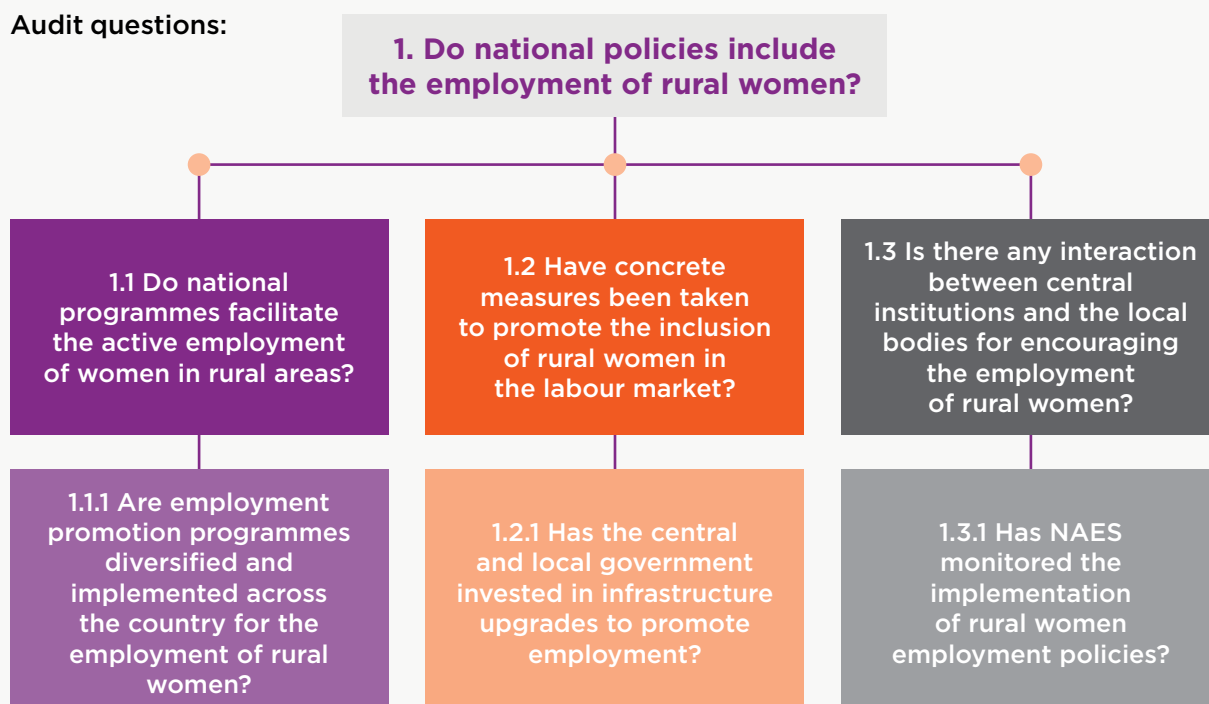 Audit questions:
1. Do national policies include
the employment of rural women?
1.1 Do national
programmes facilitate
the active employment
of women in rural areas?
1.2 Have concrete
measures been taken
to promote the inclusion
of rural women in
the labour market?
1.3 Is there any interaction
between central
institutions and the local
bodies for encouraging
the employment
of rural women?
1.1.1 Are employment
promotion programmes
diversified and
implemented across
the country for the
employment of rural
women?
1.2.1 Has the central
and local government
invested in infrastructure
upgrades to promote
employment?
1.3.1 Has NAES
monitored the
implementation
of rural women
employment policies?